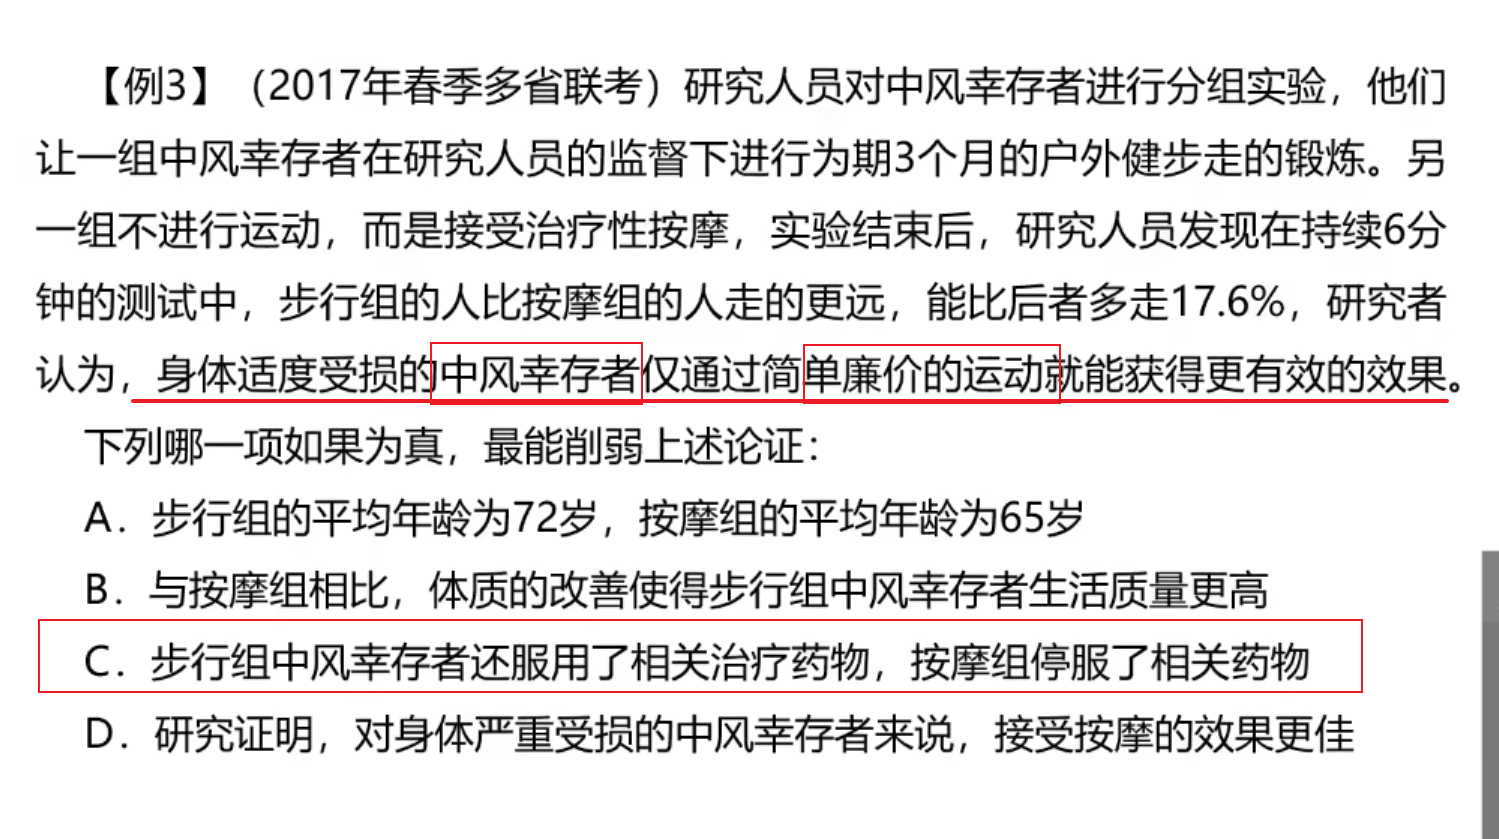 【例3】（2017年春季多省联考）研究人员对中风幸存者进行分组实验，他们
让一组中风幸存者在研究人员的监督下进行为期3个月的户外健步走的锻炼。另
一组不进行运动，而是接受治疗性按摩，实验结束后，研究人员发现在持续6分
钟的测试中，步行组的人比按摩组的人走的更远，能比后者多走17.6%，研究者
认为，身体适度受损的中风幸存者仅通过简单廉价的运动就能获得更有效的效果。
下列哪一项如果为真，最能削弱上述论证：
A．步行组的平均年龄为72岁，按摩组的平均年龄为65岁
B．与按摩组相比，体质的改善使得步行组中风幸存者生活质量更高
C．步行组中风幸存者还服用了相关治疗药物，按摩组停服了相关药物
D．研究证明，对身体严重受损的中风幸存者来说，接受按摩的效果更佳